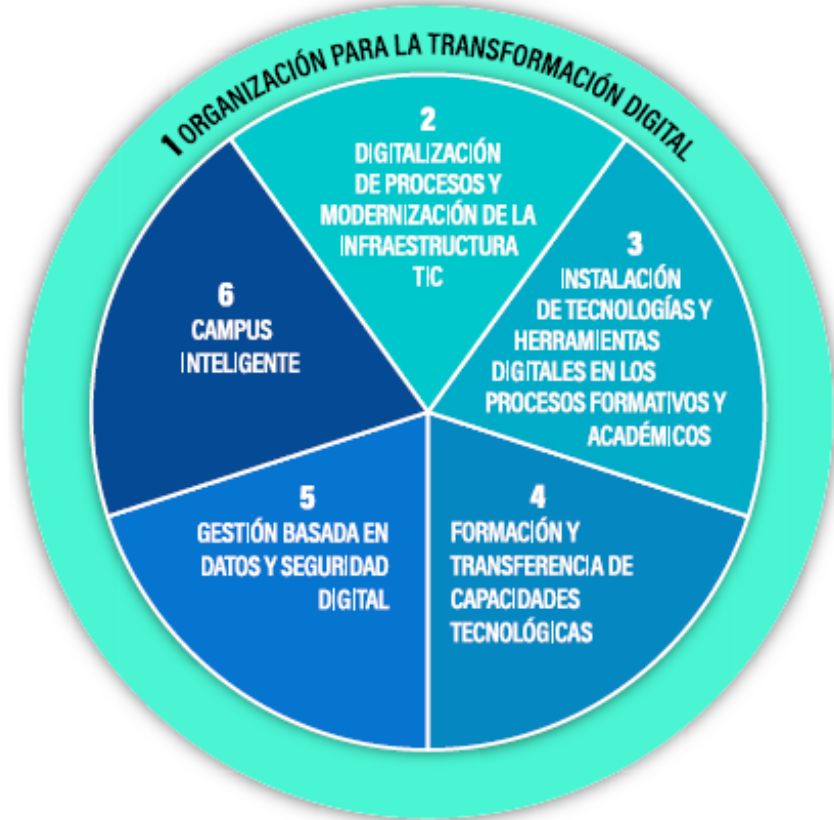 1 ORGANIZACIÓN PARA LA TRANSFORMACIÓN DIGITAL
2
DIGITALIZACIÓN
DE PROCESOS Y
MODERNIZACIÓN DE LA
INFRAESTRUCTURA
TIC
3
INSTALACIÓN
DE TECNOLOGÍAS Y
HERRAMIENTAS
DIGITALES EN LOS
PROCESOS FORMATIVOS Y
ACADÉMICOS
4
FORMACIÓN Y
TRANSFERENCIA DE
CAPACIDADES
TECNOLÓGICAS
5
GESTIÓN BASADA EN
DATOS Y SEGURIDAD
DIGITAL
6
CAMPUS
INTELIGENTE